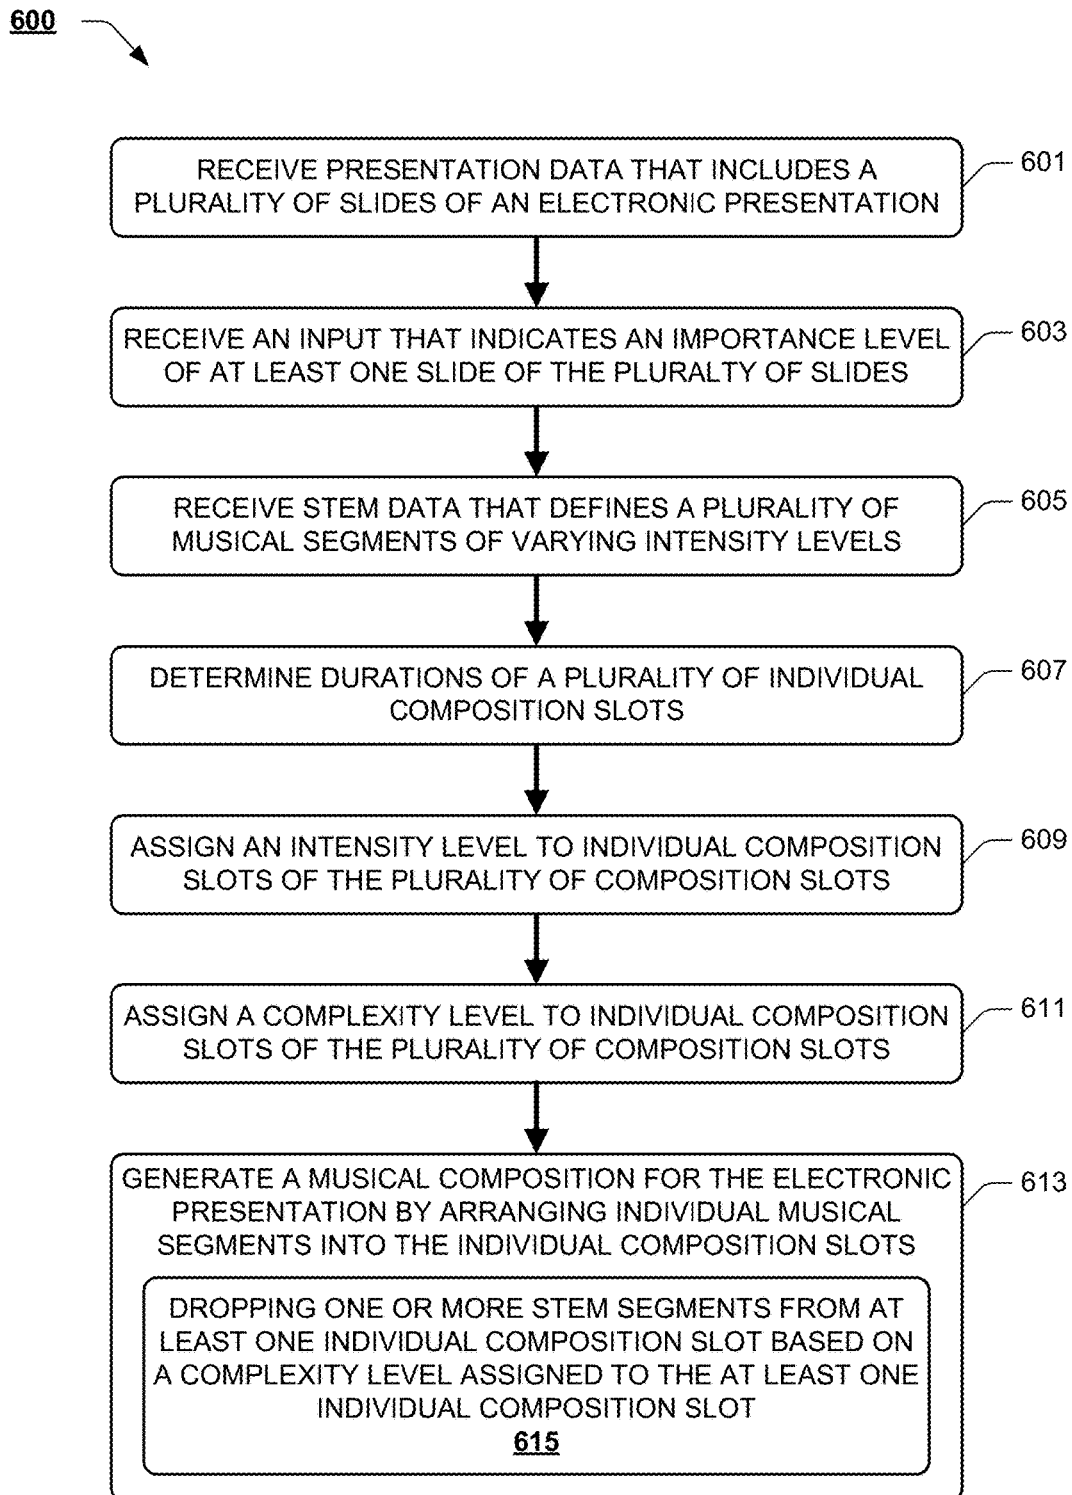 600
RECEIVE PRESENTATION DATA THAT INCLUDES A
PLURALITY OF SLIDES OF AN ELECTRONIC PRESENTATION
601
RECEIVE AN INPUT THAT INDICATES AN IMPORTANCE LEVEL
OF AT LEAST ONE SLIDE OF THE PLURALTY OF SLIDES
603
RECEIVE STEM DATA THAT DEFINES A PLURALITY OF
MUSICAL SEGMENTS OF VARYING INTENSITY LEVELS
605
DETERMINE DURATIONS OF A PLURALITY OF INDIVIDUAL
COMPOSITION SLOTS
607
ASSIGN AN INTENSITY LEVEL TO INDIVIDUAL COMPOSITION
SLOTS OF THE PLURALITY OF COMPOSITION SLOTS
609
ASSIGN A COMPLEXITY LEVEL TO INDIVIDUAL COMPOSITION
SLOTS OF THE PLURALITY OF COMPOSITION SLOTS
611
GENERATE A MUSICAL COMPOSITION FOR THE ELECTRONIC
PRESENTATION BY ARRANGING INDIVIDUAL MUSICAL
SEGMENTS INTO THE INDIVIDUAL COMPOSITION SLOTS
613
DROPPING ONE OR MORE STEM SEGMENTS FROM AT
LEAST ONE INDIVIDUAL COMPOSITION SLOT BASED ON
A COMPLEXITY LEVEL ASSIGNED TO THE AT LEAST ONE
INDIVIDUAL COMPOSITION SLOT
615